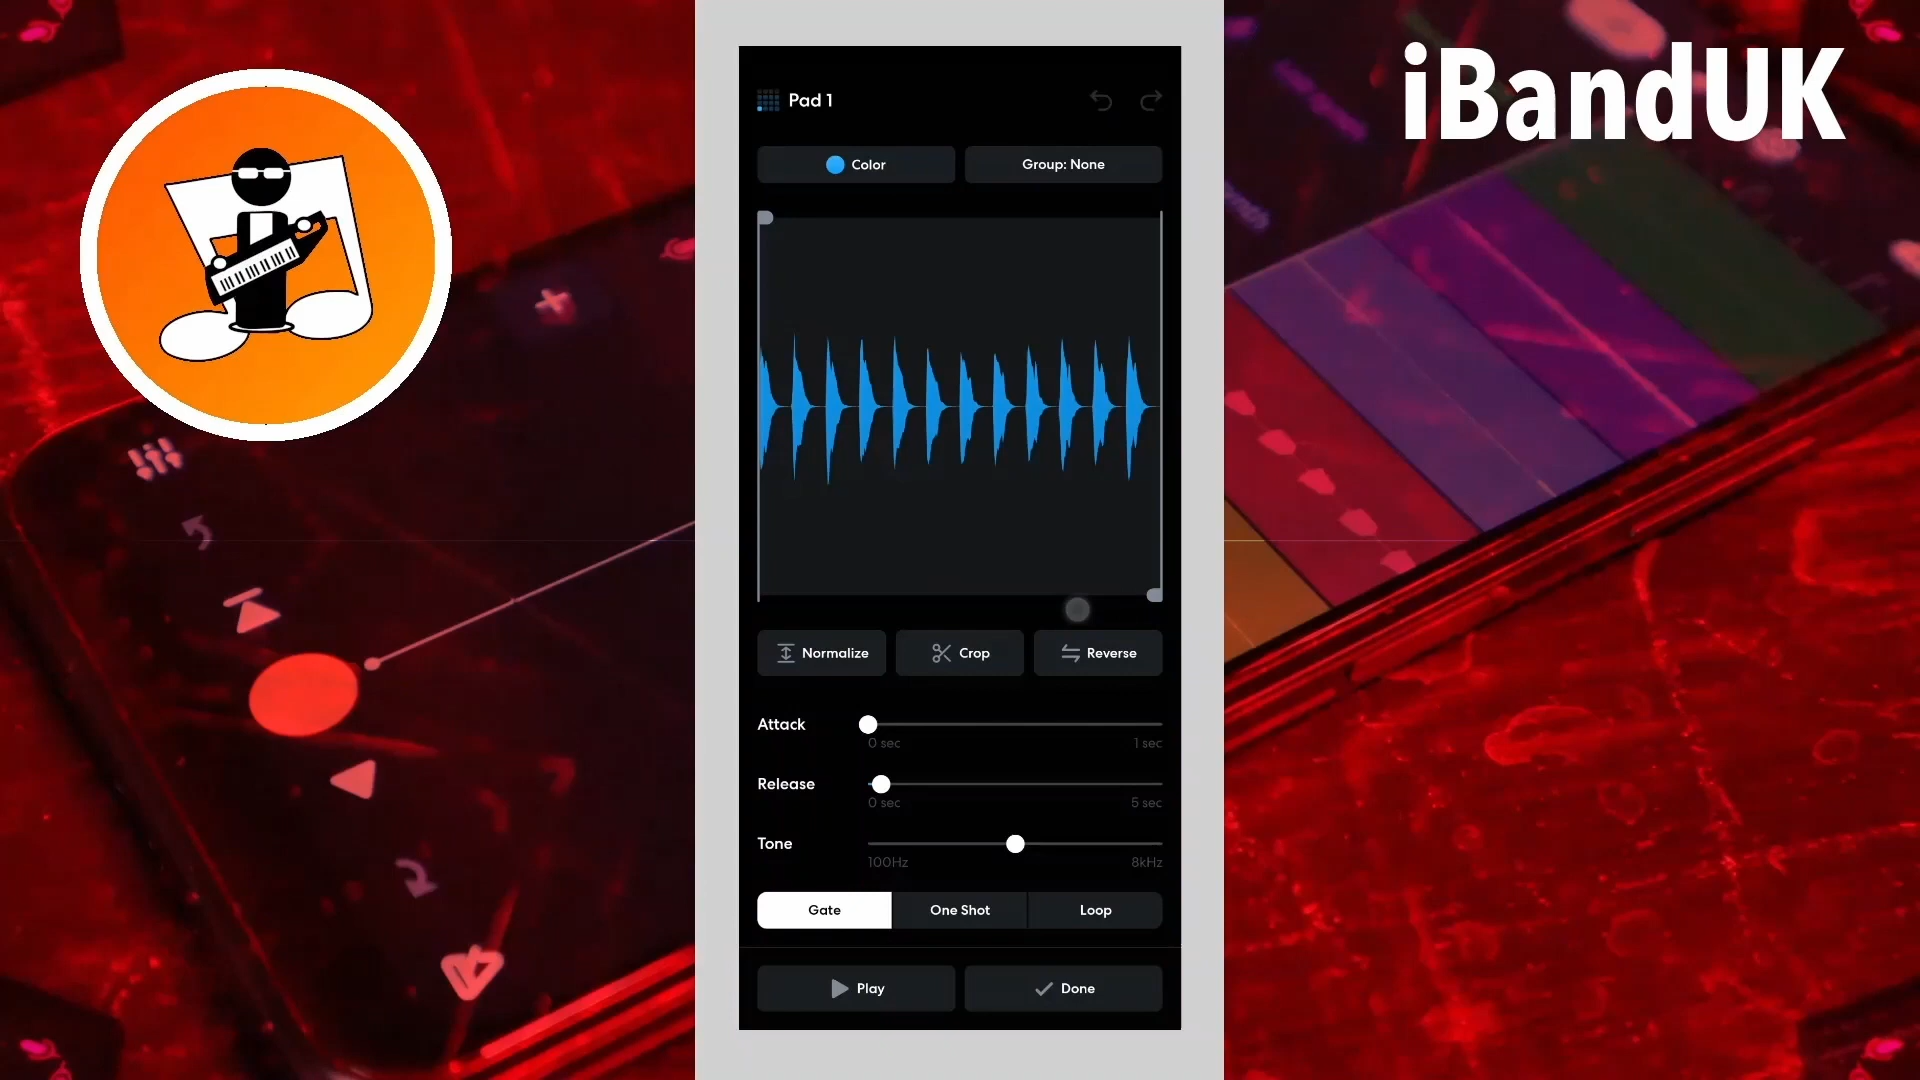 iBandUK
Pad 1
Color
Group: None
Normalize
Crop
Reverse
Attack
0 sec
1 sec
Release
0 sec
5 sec
Tone
100Hz
8kHz
Gate
One Shot
Loop
Play
Done